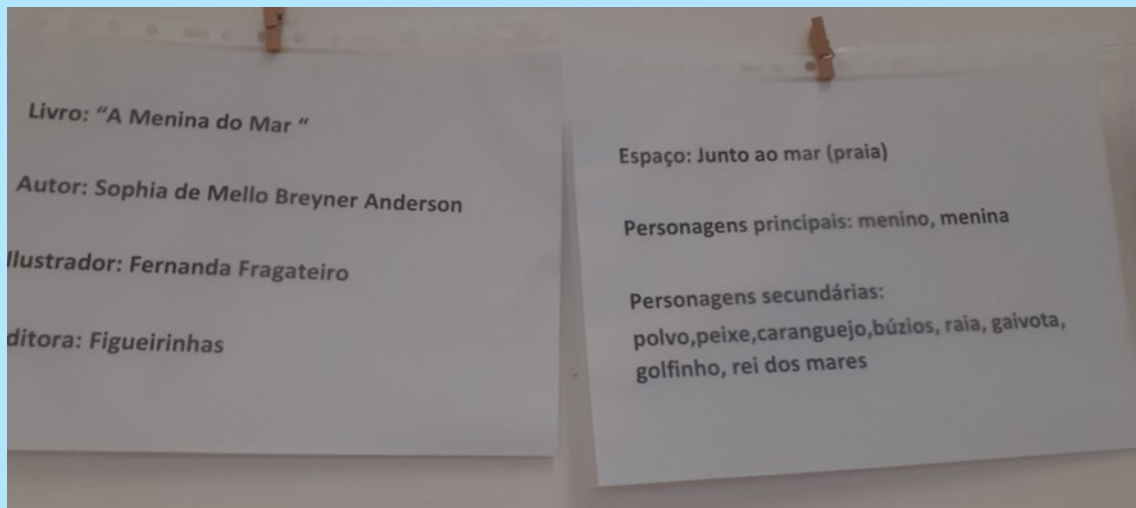 Livro: “A Menina do Mar “
Autor: Sophia de Mello Breyner Anderson
Ilustrador: Fernanda Fragateiro
ditora: Figueirinhas
Espaço: Junto ao mar (praia)
Personagens principais: menino, menina
Personagens secundárias:
polvo,peixe,caranguejo,búzios, raia, gaivota,
golfinho, rei dos mares